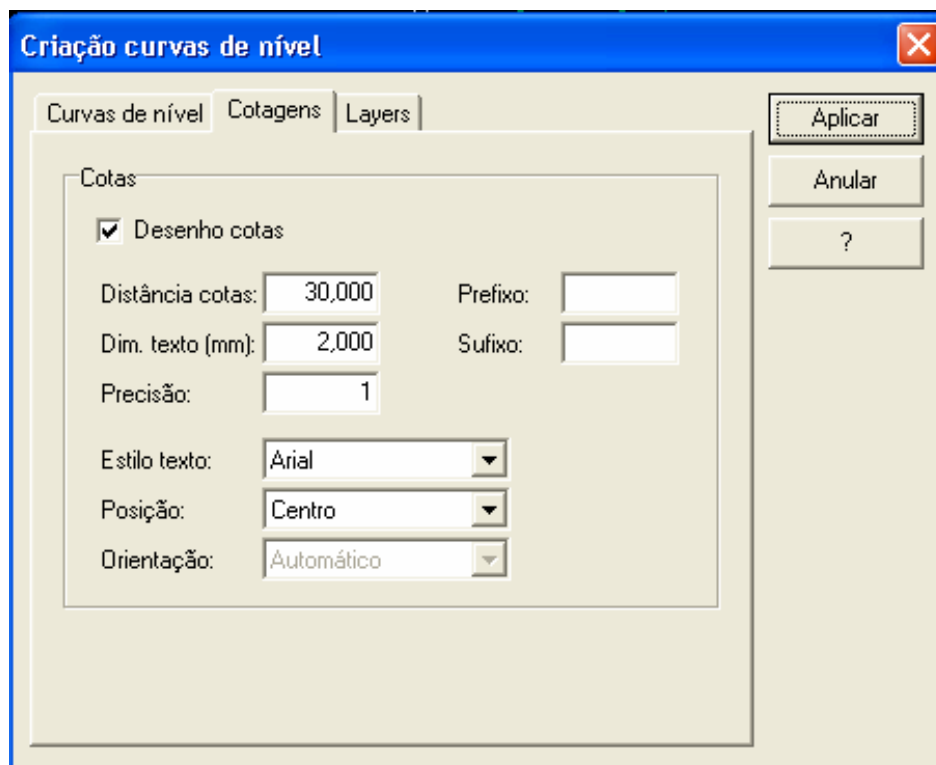 Criação curvas de nível
Curvas de nível Cotagens Layers
Aplicar
Anular
?
Cotas
Desenho cotas
Distância cotas: 30,000 Prefixo:
Dim. texto (mm): 2,000 Sufixo:
Precisão: 1
Estilo texto: Arial
Posição: Centro
Orientação: Automático